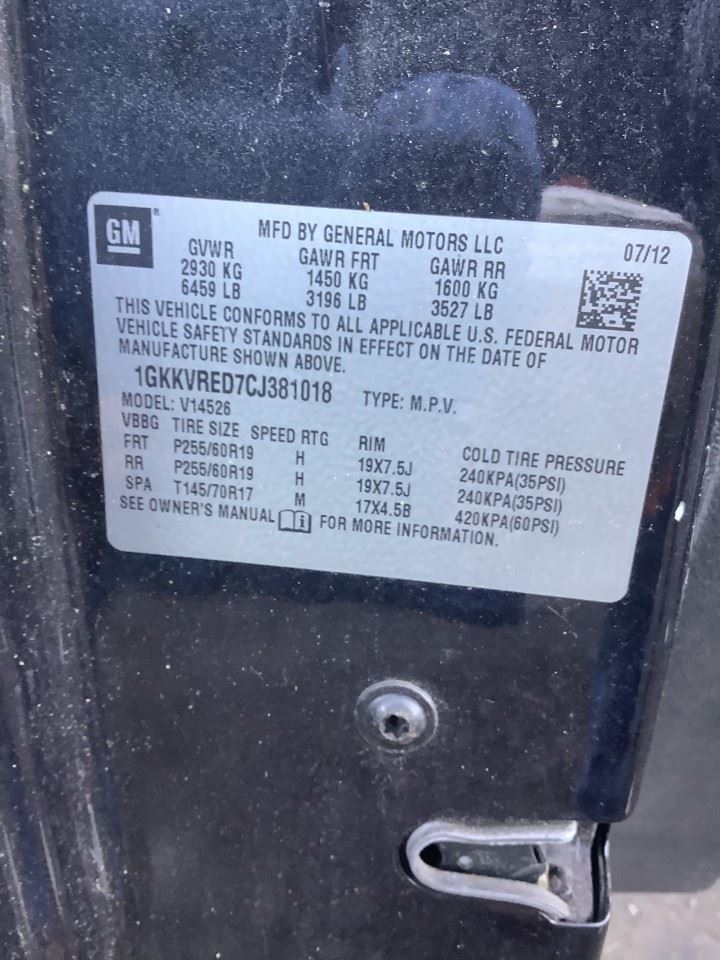 GM®
MFD BY GENERAL MOTORS LLC 07/12
GVWR GAWR FRT GAWR RR
2930 KG 1450 KG 1600 KG
6459 LB 3196 LB 3527 LB
THIS VEHICLE CONFORMS TO ALL APPLICABLE U.S. FEDERAL MOTOR
VEHICLE SAFETY STANDARDS IN EFFECT ON THE DATE OF
MANUFACTURE SHOWN ABOVE.
1GKKVRED7CJ381018 TYPE: M.P.V.
MODEL: V14526
VBBG TIRE SIZE SPEED RTG RIM COLD TIRE PRESSURE
FRT P255/60R19 H 19X7.5J 240KPA(35PSI)
RR P255/60R19 H 19X7.5J 240KPA(35PSI)
SPA T145/70R17 M 17X4.5B 420KPA(60PSI)
SEE OWNER'S MANUAL FOR MORE INFORMATION.